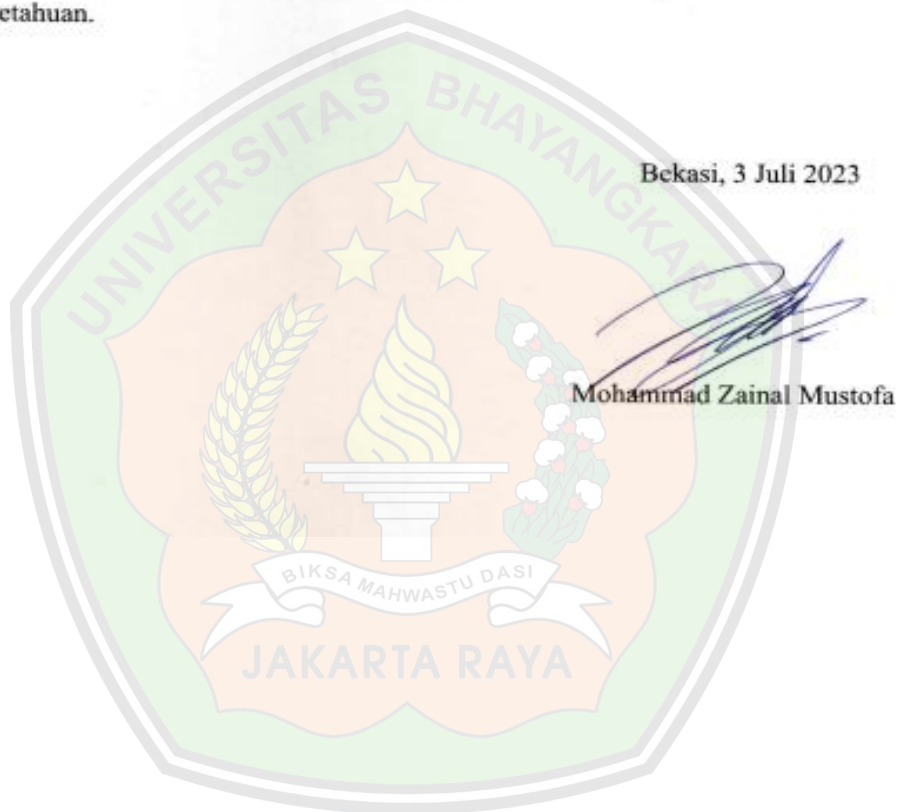 etahuan.
UNIVERSITAS BHAYANGKARA
Bekasi, 3 Juli 2023
Mohammad Zainal Mustofa
BIKSA MAHWASTU DASI
JAKARTA RAYA